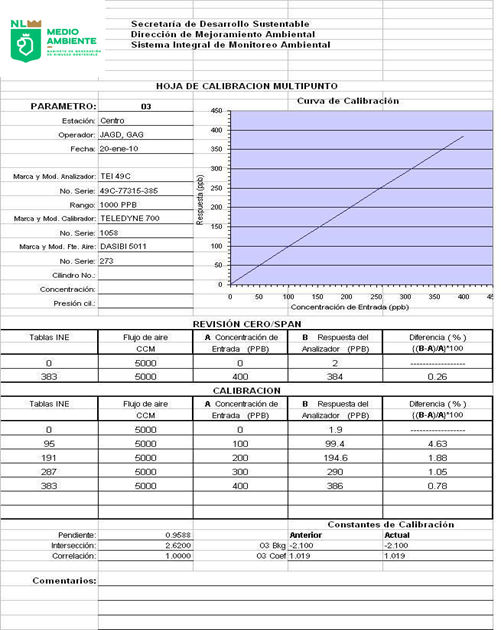 NL
MEDIO
AMBIENTE
Secretaría de Desarrollo Sustentable
Dirección de Mejoramiento Ambiental
Sistema Integral de Monitoreo Ambiental
HOJA DE CALIBRACION MULTIPUNTO
PARAMETRO: 03
Estación: Centro
Operador: JAGD, GAG
Fecha: 20-ene-10
Marca y Mod. Analizador: TEI 49C
No. Serie: 49C-77315-385
Rango: 1000 PPB
Marca y Mod. Calibrador: TELEDYNE 700
No. Serie: 1058
Marca y Mod. Fte. Aire: DASIBI 5011
No. Serie: 273
Cilindro No.:
Concentración:
Presión cil.:
Curva de Calibración
Respuesta (ppb)
450
400
350
300
250
200
150
100
50
0
0 50 100 150 200 250 300 350 400 450
Concentración de Entrada (ppb)
REVISIÓN CERO/SPAN
Tablas INE Flujo de aire A Concentración de B Respuesta del Diferencia ( % )
CCM Entrada (PPB) Analizador (PPB) ((B-A)/A)*100
0 5000 0 2 -----------------
383 5000 400 384 0.26
CALIBRACION
Tablas INE Flujo de aire A Concentración de B Respuesta del Diferencia ( % )
CCM Entrada (PPB) Analizador (PPB) ((B-A)/A)*100
0 5000 0 1.9 -----------------
95 5000 100 99.4 4.63
191 5000 200 194.6 1.88
287 5000 300 290 1.05
383 5000 400 386 0.78
Constantes de Calibración
Pendiente: 0.9588 Anterior Actual
Intersección: 2.6200 O3 Bkg -2.100 -2.100
Correlación: 1.0000 O3 Coef 1.019 1.019
Comentarios: